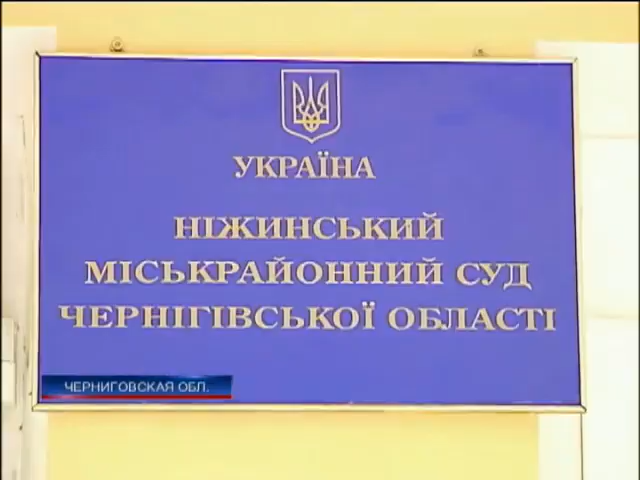 УКРАЇНА
НІЖИНСЬКИЙ
МІСЬКРАЙОННИЙ СУД
ЧЕРНІГІВСЬКОЇ ОБЛАСТІ
ЧЕРНИГОВСКАЯ ОБЛ.